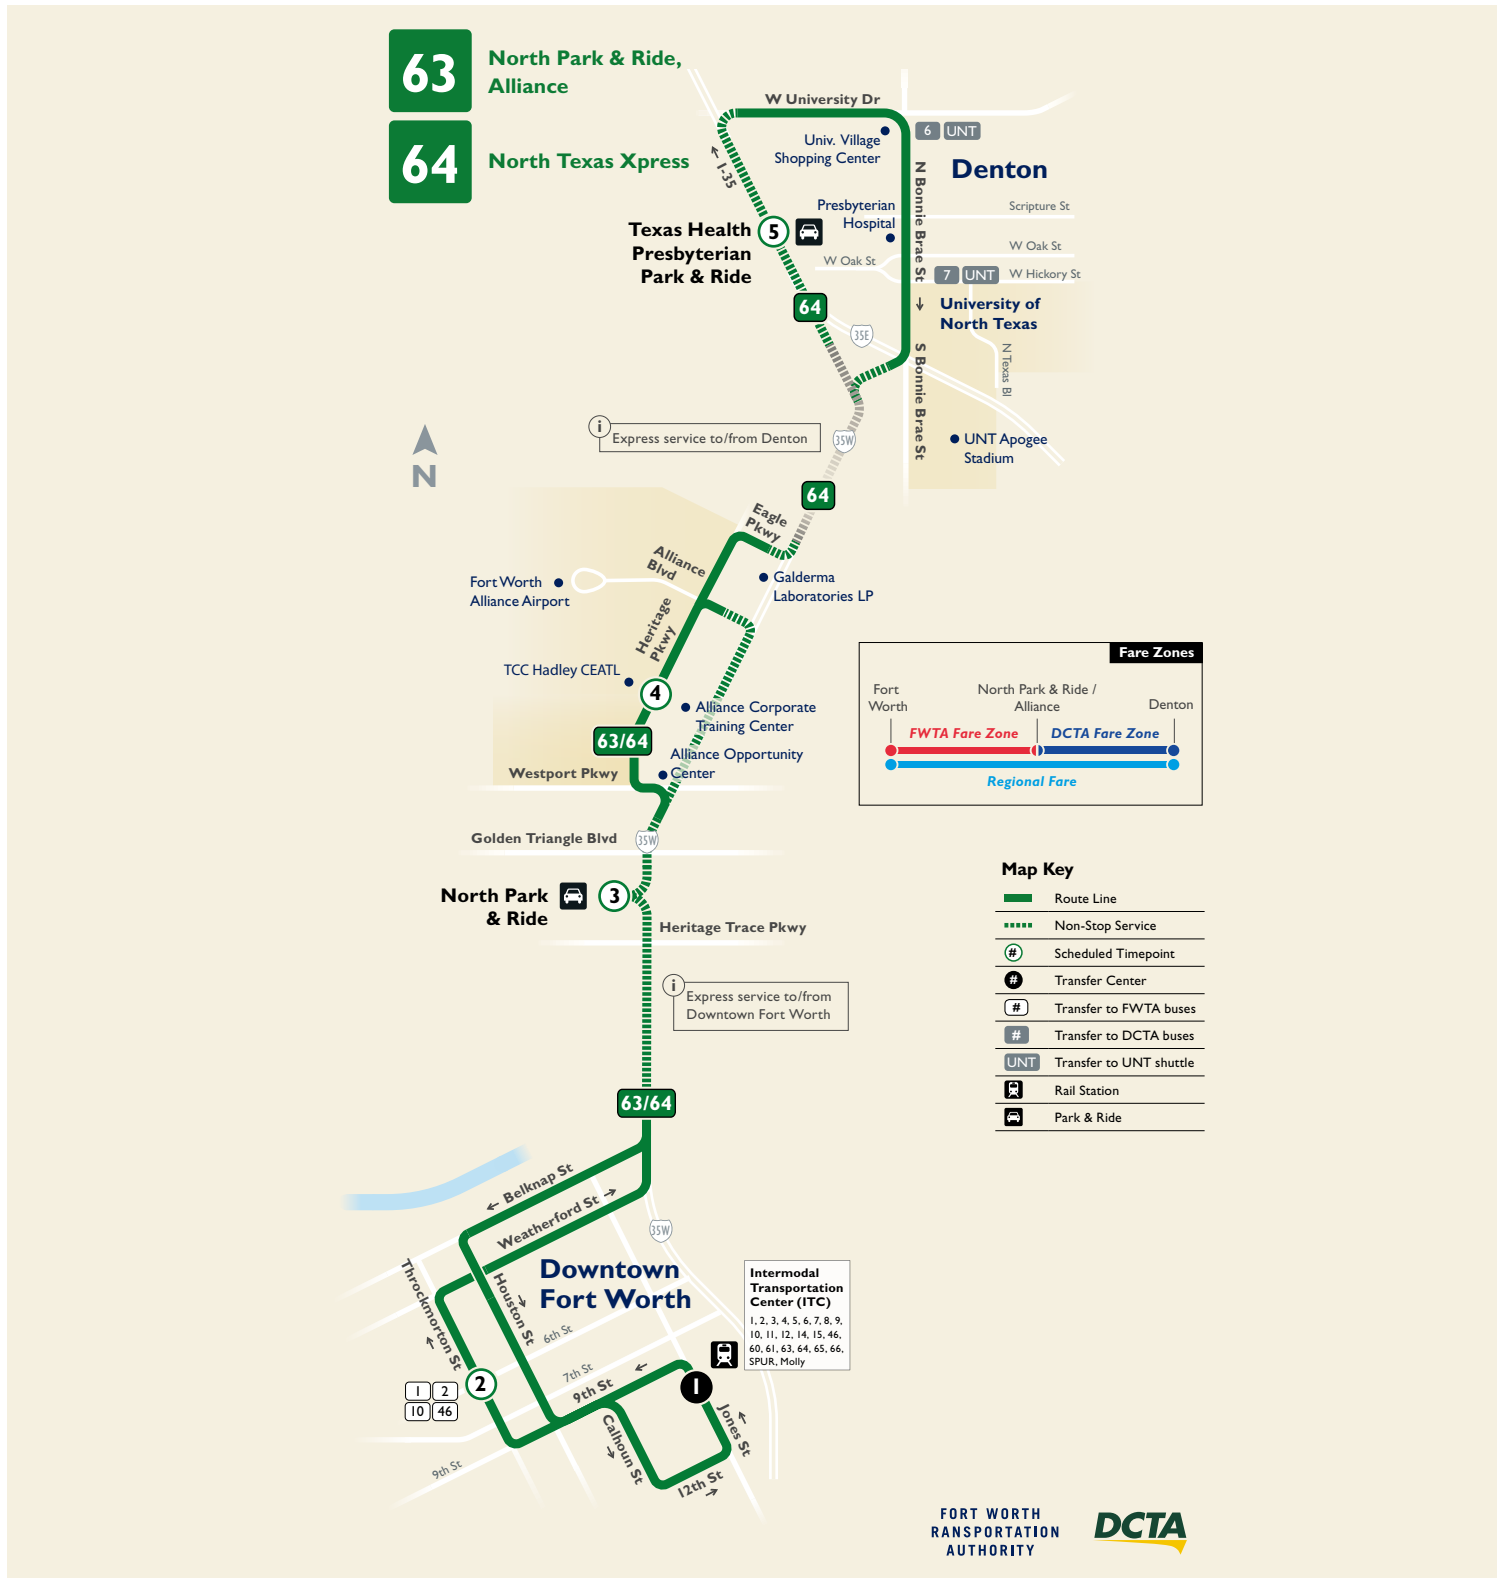 63
North Park & Ride,
Alliance
64
North Texas Xpress
W University Dr
6 UNT
Univ. Village
Shopping Center
Denton
← I-35
N Bonnie Brae St
Presbyterian
Hospital
Scripture St
Texas Health
Presbyterian
Park & Ride
5
W Oak St
W Oak St
7 UNT
W Hickory St
64
University of
North Texas
35E
S Bonnie Brae St
N Texas Bl
i
Express service to/from Denton
35W
UNT Apogee
Stadium
N
64
Eagle
Pkwy
Alliance
Blvd
Fort Worth
Alliance Airport
Galderma
Laboratories LP
Heritage
Pkwy
TCC Hadley CEATL
4
Alliance Corporate
Training Center
63/64
Alliance Opportunity
Center
Westport Pkwy
Fare Zones
Fort
Worth
North Park & Ride /
Alliance
Denton
FWTA Fare Zone
DCTA Fare Zone
Regional Fare
Golden Triangle Blvd
35W
North Park
& Ride
3
Heritage Trace Pkwy
i
Express service to/from
Downtown Fort Worth
Map Key
Route Line
Non-Stop Service
# Scheduled Timepoint
# Transfer Center
# Transfer to FWTA buses
# Transfer to DCTA buses
UNT Transfer to UNT shuttle
Rail Station
Park & Ride
63/64
← Belknap St
Weatherford St →
35W
Downtown
Fort Worth
Throckmorton St
Houston St
6th St
7th St
9th St
2
1 2
10 46
Intermodal
Transportation
Center (ITC)
1, 2, 3, 4, 5, 6, 7, 8, 9,
10, 11, 12, 14, 15, 46,
60, 61, 63, 64, 65, 66,
SPUR, Molly
1
Calhoun St
Jones St
12th St
9th St
FORT WORTH
RANSPORTATION
AUTHORITY
DCTA